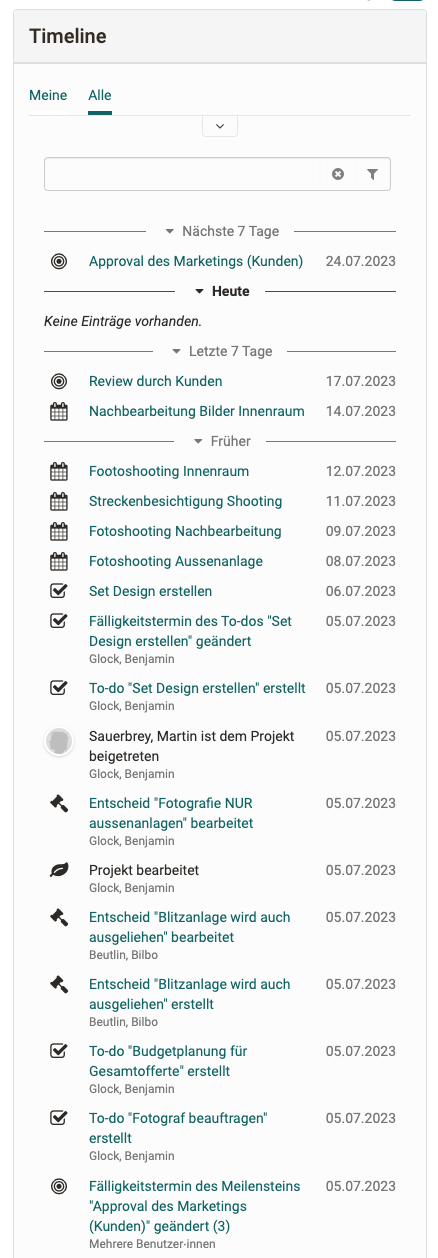 Timeline
Meine Alle
Nächste 7 Tage
Approval des Marketings (Kunden) 24.07.2023
Heute
Keine Einträge vorhanden.
Letzte 7 Tage
Review durch Kunden 17.07.2023
Nachbearbeitung Bilder Innenraum 14.07.2023
Früher
Footoshooting Innenraum 12.07.2023
Streckenbesichtigung Shooting 11.07.2023
Fotoshooting Nachbearbeitung 09.07.2023
Fotoshooting Aussenanlage 08.07.2023
Set Design erstellen 06.07.2023
Fälligkeitstermin des To-dos "Set 05.07.2023
Design erstellen" geändert
Glock, Benjamin
To-do "Set Design erstellen" erstellt 05.07.2023
Glock, Benjamin
Sauerbrey, Martin ist dem Projekt 05.07.2023
beigetreten
Glock, Benjamin
Entscheid "Fotografie NUR 05.07.2023
aussenanlagen" bearbeitet
Glock, Benjamin
Projekt bearbeitet 05.07.2023
Glock, Benjamin
Entscheid "Blitzanlage wird auch 05.07.2023
ausgeliehen" bearbeitet
Beutlin, Bilbo
Entscheid "Blitzanlage wird auch 05.07.2023
ausgeliehen" erstellt
Beutlin, Bilbo
To-do "Budgetplanung für 05.07.2023
Gesamtofferte" erstellt
Glock, Benjamin
To-do "Fotograf beauftragen" 05.07.2023
erstellt
Glock, Benjamin
Fälligkeitstermin des Meilensteins 05.07.2023
"Approval des Marketings
(Kunden)" geändert (3)
Mehrere Benutzer·innen